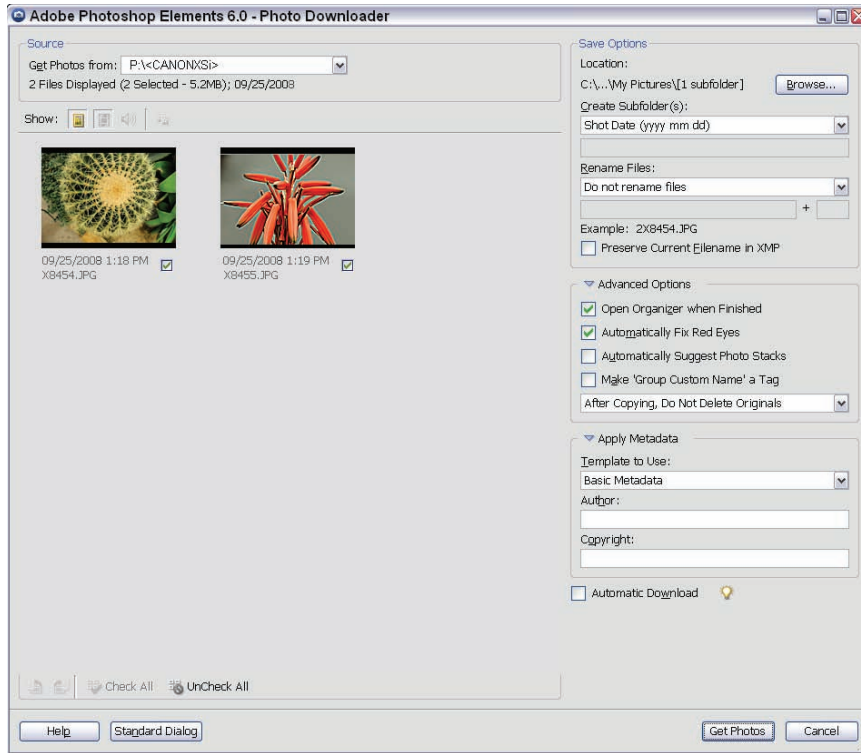 Adobe Photoshop Elements 6.0 - Photo Downloader
Source
Get Photos from: P:\<CANONXSi>
2 Files Displayed (2 Selected - 5.2MB); 09/25/2008
Show:
09/25/2008 1:18 PM
X8454.JPG
09/25/2008 1:19 PM
X8455.JPG
Check All
UnCheck All
Save Options
Location:
C:\...\My Pictures\[1 subfolder]
Browse...
Create Subfolder(s):
Shot Date (yyyy mm dd)
Rename Files:
Do not rename files
+
Example: 2X8454.JPG
Preserve Current Filename in XMP
Advanced Options
Open Organizer when Finished
Automatically Fix Red Eyes
Automatically Suggest Photo Stacks
Make 'Group Custom Name' a Tag
After Copying, Do Not Delete Originals
Apply Metadata
Template to Use:
Basic Metadata
Author:
Copyright:
Automatic Download
Help
Standard Dialog
Get Photos
Cancel